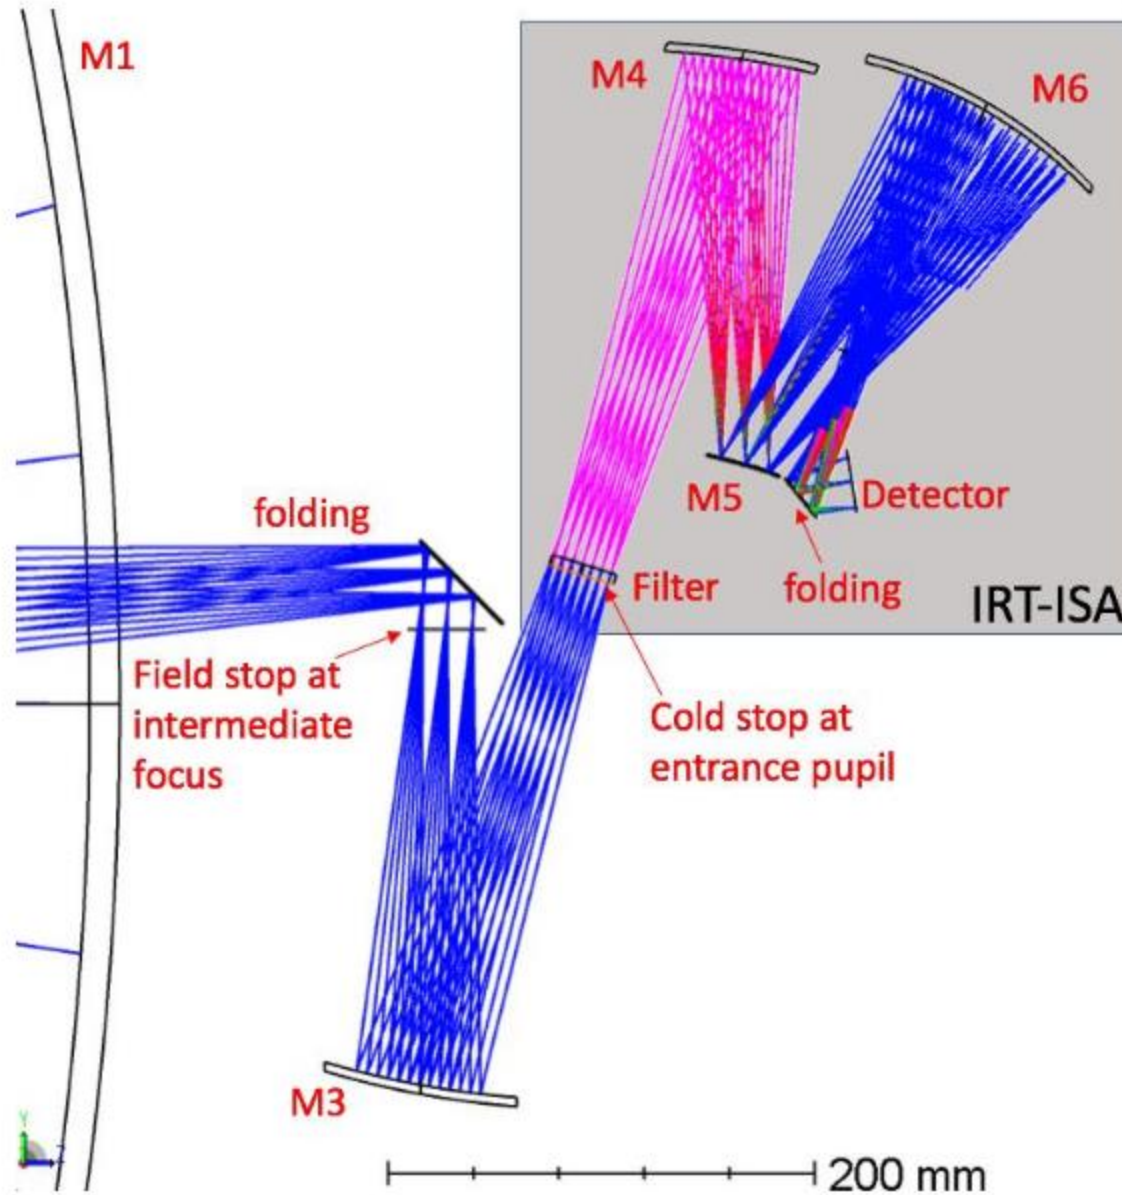 M1
M4
M6
folding
M5
Detector
Filter
folding
IRT-ISA
Field stop at
intermediate
focus
Cold stop at
entrance pupil
M3
200 mm
Y
Z